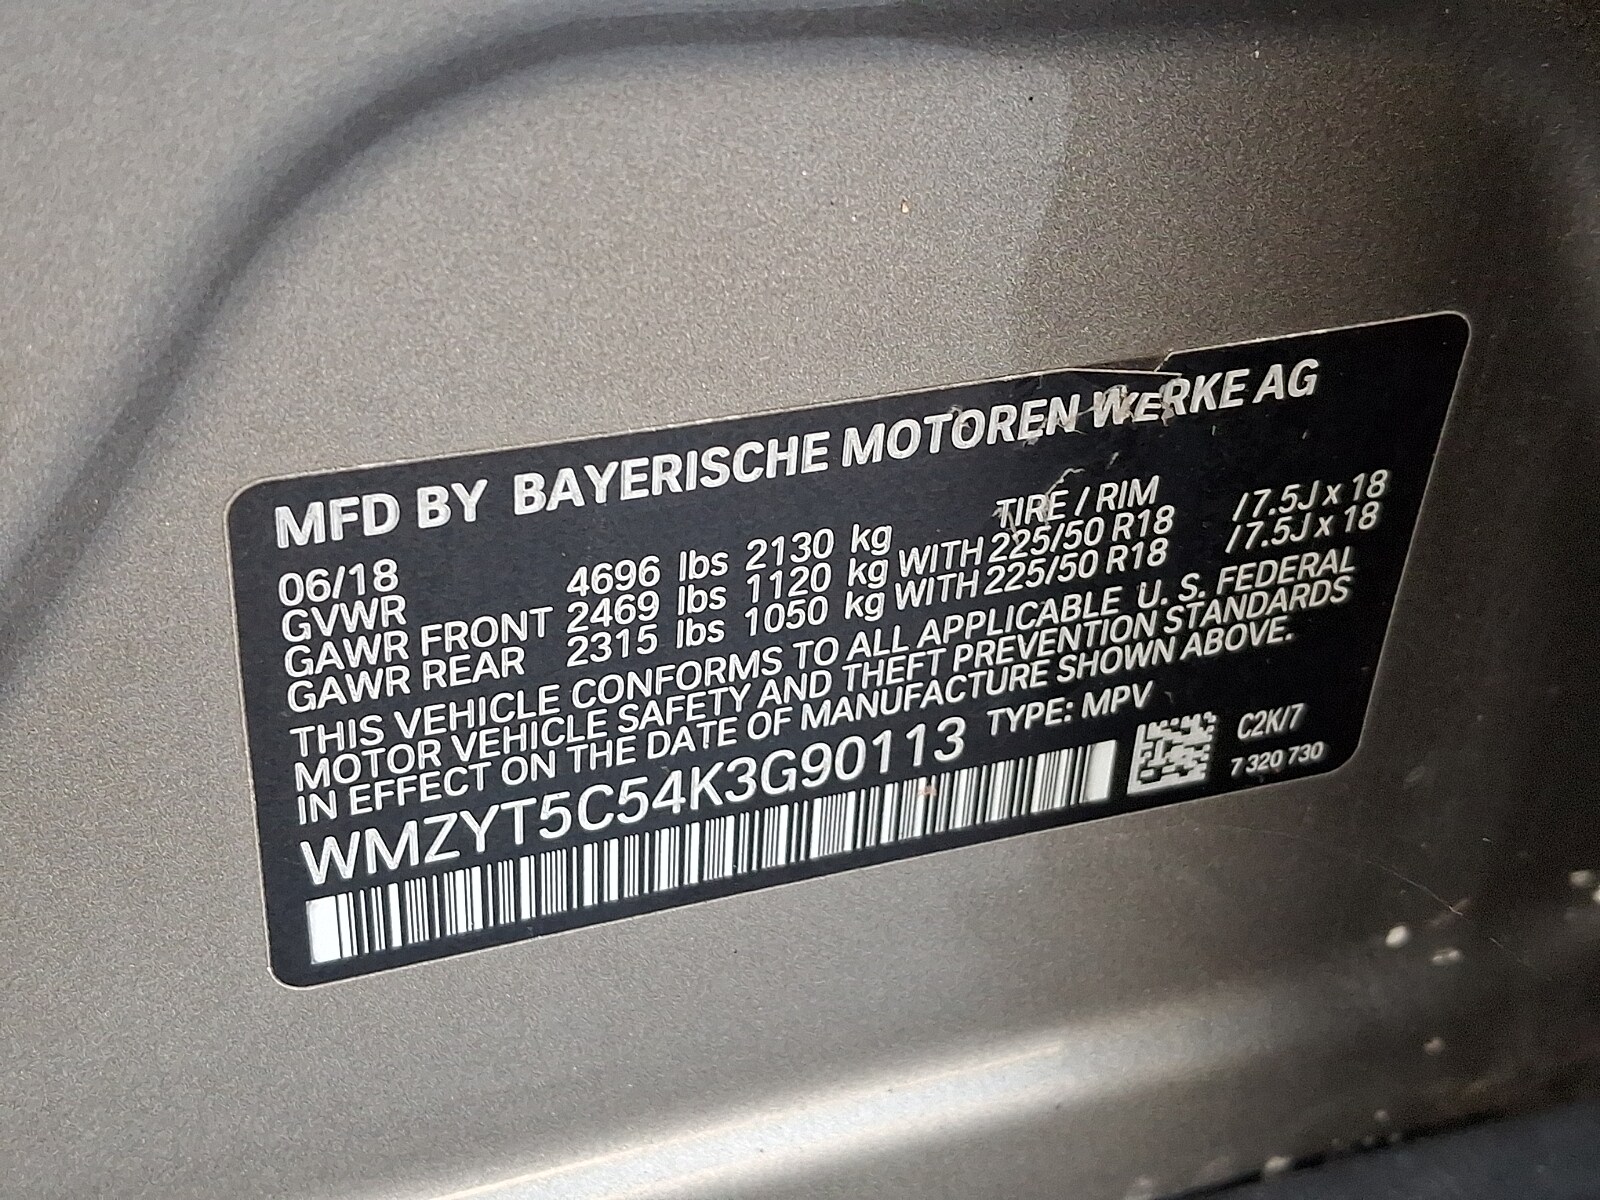 MFD BY BAYERISCHE MOTOREN WERKE AG
06/18 TIRE / RIM
GVWR 4696 lbs 2130 kg
GAWR FRONT 2469 lbs 1120 kg WITH 225/50 R18 / 7.5J x 18
GAWR REAR 2315 lbs 1050 kg WITH 225/50 R18 / 7.5J x 18
THIS VEHICLE CONFORMS TO ALL APPLICABLE U. S. FEDERAL
MOTOR VEHICLE SAFETY AND THEFT PREVENTION STANDARDS
IN EFFECT ON THE DATE OF MANUFACTURE SHOWN ABOVE.
WMZYT5C54K3G90113 TYPE: MPV
C2K/7
7 320 730